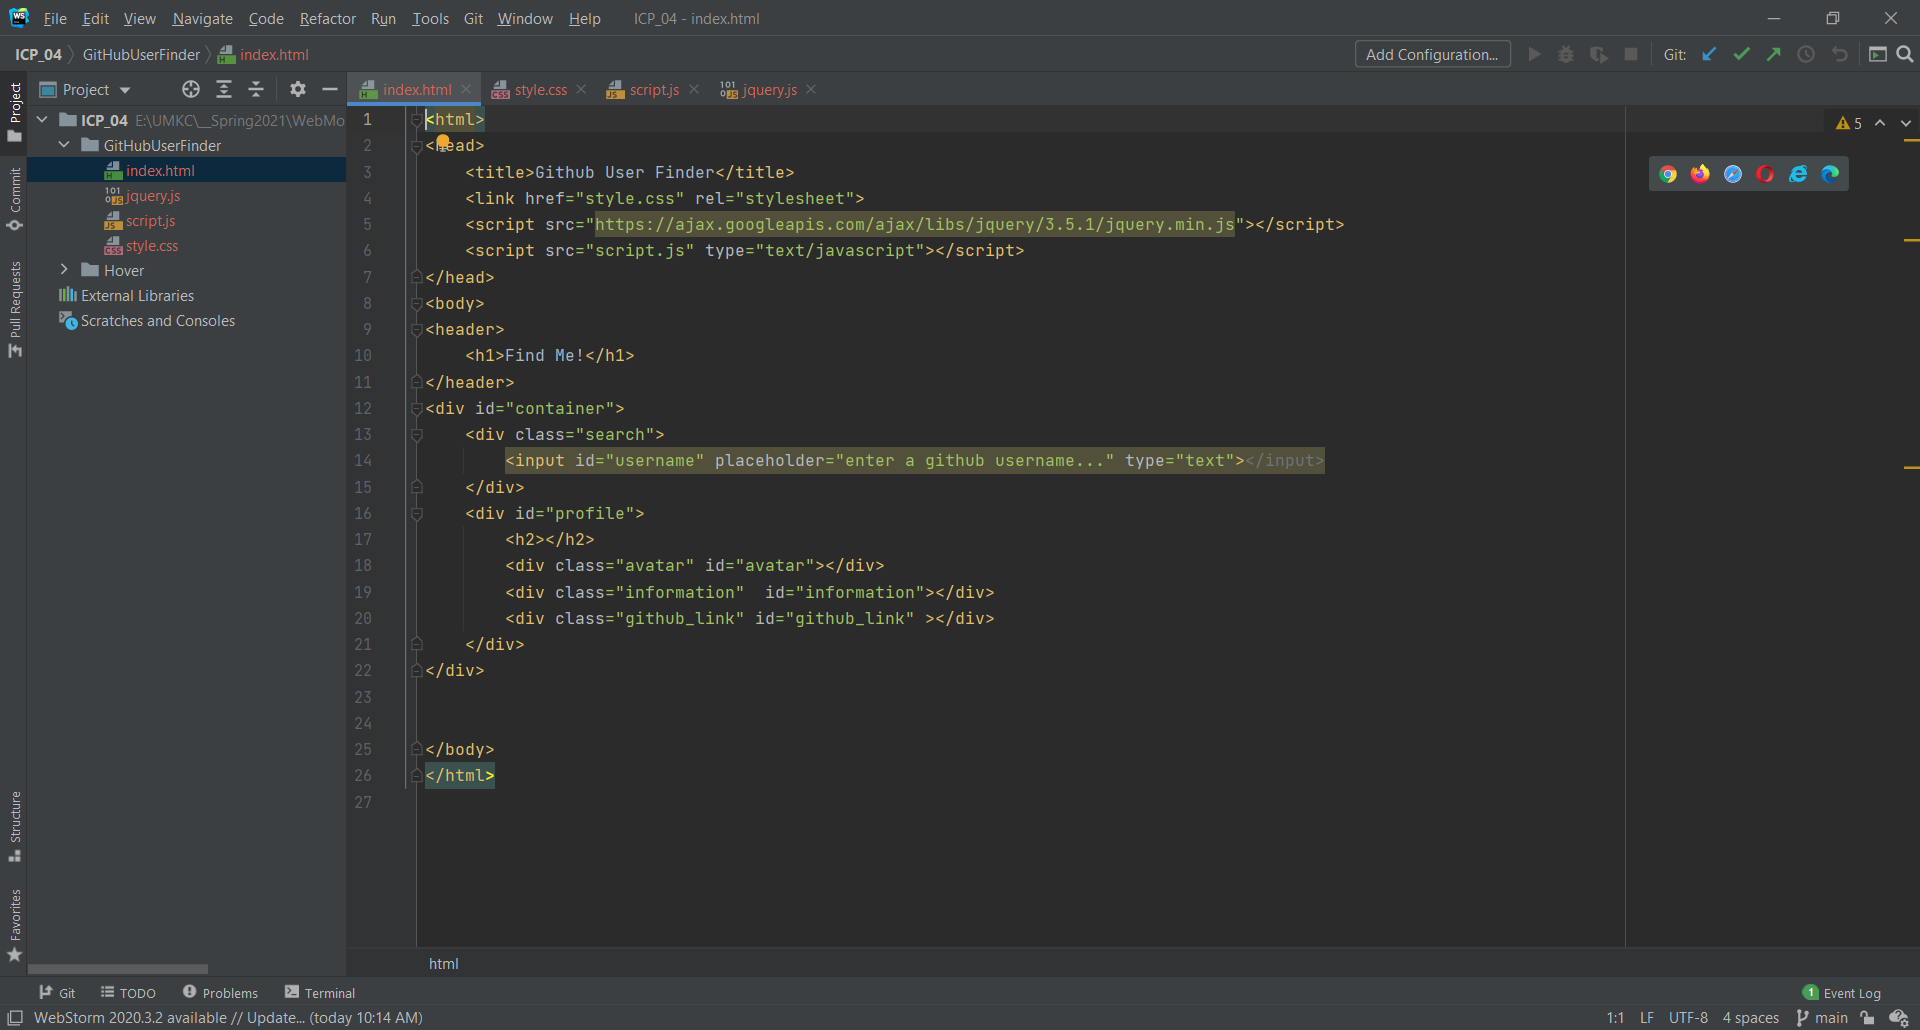 File Edit View Navigate Code Refactor Run Tools Git Window Help ICP_04 - index.html
ICP_04 GitHubUserFinder index.html Add Configuration... Git:
Project index.html style.css script.js jquery.js
ICP_04 E:\UMKC\__Spring2021\WebMo
GitHubUserFinder
index.html
jquery.js
script.js
style.css
Hover
External Libraries
Scratches and Consoles
Project
Commit
Pull Requests
Structure
Favorites
5
1 <html>
2 <head>
3 <title>Github User Finder</title>
4 <link href="style.css" rel="stylesheet">
5 <script src="https://ajax.googleapis.com/ajax/libs/jquery/3.5.1/jquery.min.js"></script>
6 <script src="script.js" type="text/javascript"></script>
7 </head>
8 <body>
9 <header>
10 <h1>Find Me!</h1>
11 </header>
12 <div id="container">
13 <div class="search">
14 <input id="username" placeholder="enter a github username..." type="text"></input>
15 </div>
16 <div id="profile">
17 <h2></h2>
18 <div class="avatar" id="avatar"></div>
19 <div class="information"  id="information"></div>
20 <div class="github_link" id="github_link" ></div>
21 </div>
22 </div>
23
24
25 </body>
26 </html>
27
html
Git TODO Problems Terminal 1 Event Log
WebStorm 2020.3.2 available // Update... (today 10:14 AM) 1:1 LF UTF-8 4 spaces main